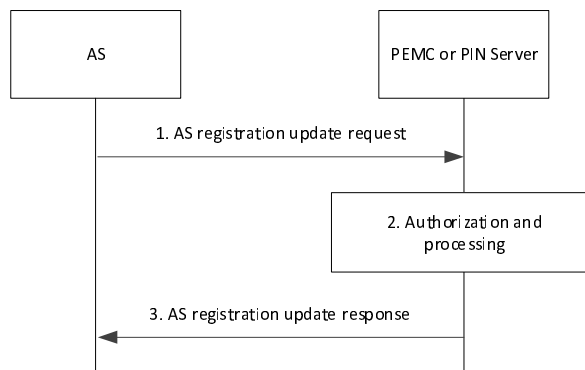 AS
PEMC or PIN Server
1. AS registration update request
2. Authorization and
processing
3. AS registration update response